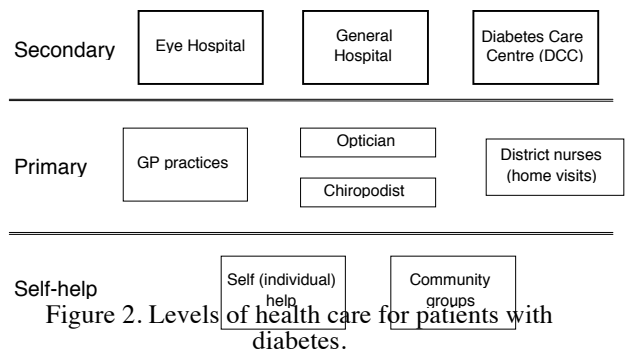 Secondary
Eye Hospital
General
Hospital
Diabetes Care
Centre (DCC)
Primary
GP practices
Optician
Chiropodist
District nurses
(home visits)
Self-help
Self (individual)
help
Community
groups
Figure 2. Levels of health care for patients with
diabetes.